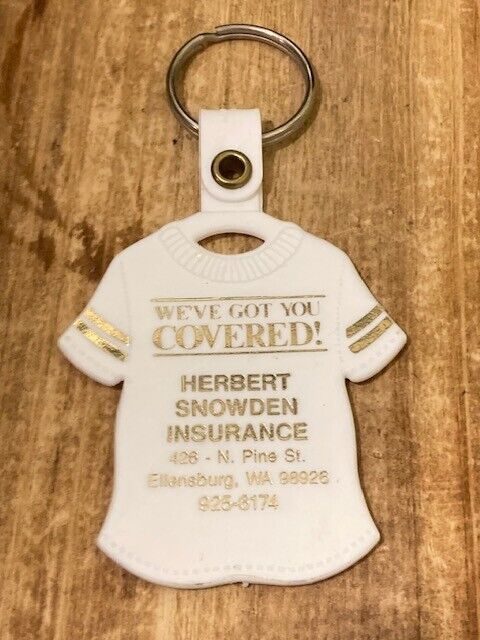 WE'VE GOT YOU
COVERED!
HERBERT
SNOWDEN
INSURANCE
426 - N. Pine St.
Ellensburg, WA 98926
925-6174